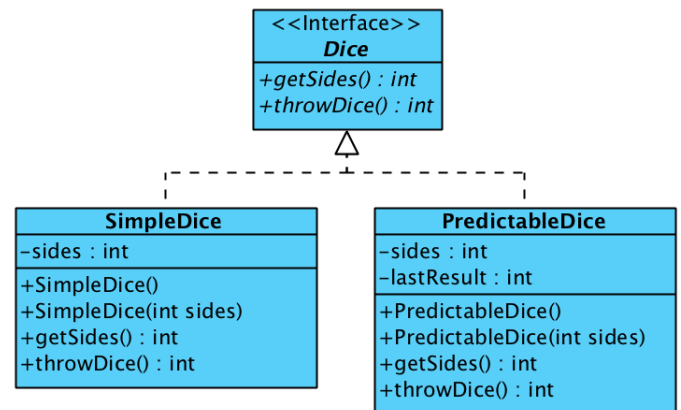 <<Interface>>
Dice
+getSides() : int
+throwDice() : int
SimpleDice
-sides : int
+SimpleDice()
+SimpleDice(int sides)
+getSides() : int
+throwDice() : int
PredictableDice
-sides : int
-lastResult : int
+PredictableDice()
+PredictableDice(int sides)
+getSides() : int
+throwDice() : int